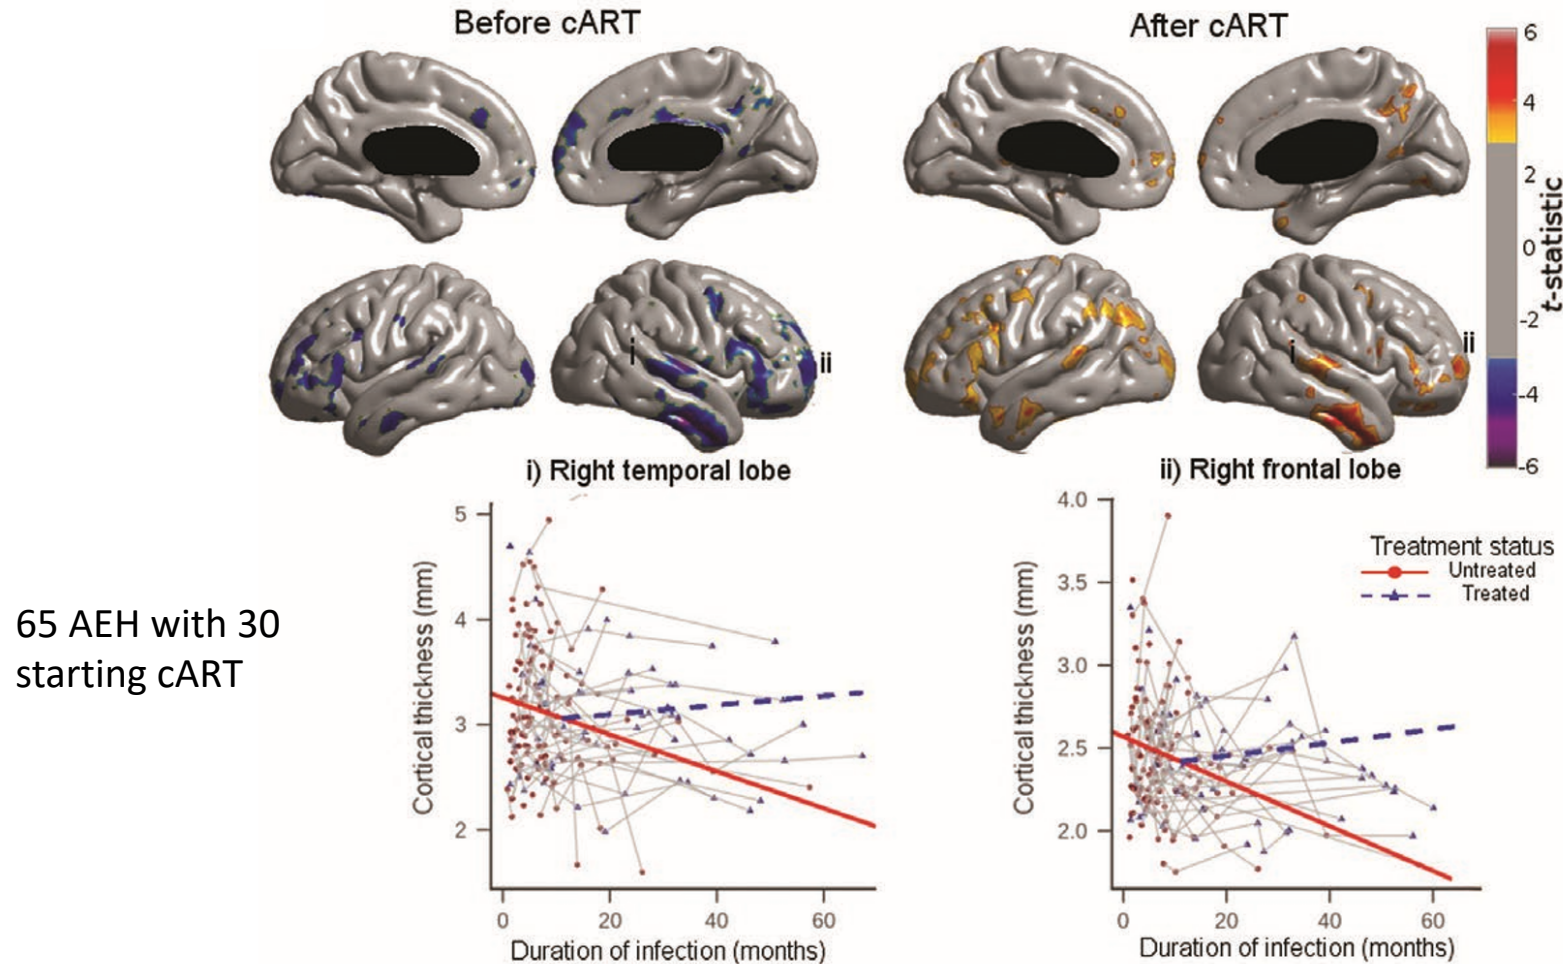 Before cART
After cART
6
4
2
0
-2
-4
-6
t-statistic
i
ii
i
ii
i) Right temporal lobe
ii) Right frontal lobe
65 AEH with 30
starting cART
Cortical thickness (mm)
5
4
3
2
0
20
40
60
Duration of infection (months)
Cortical thickness (mm)
4.0
3.5
3.0
2.5
2.0
0
20
40
60
Duration of infection (months)
Treatment status
Untreated
Treated